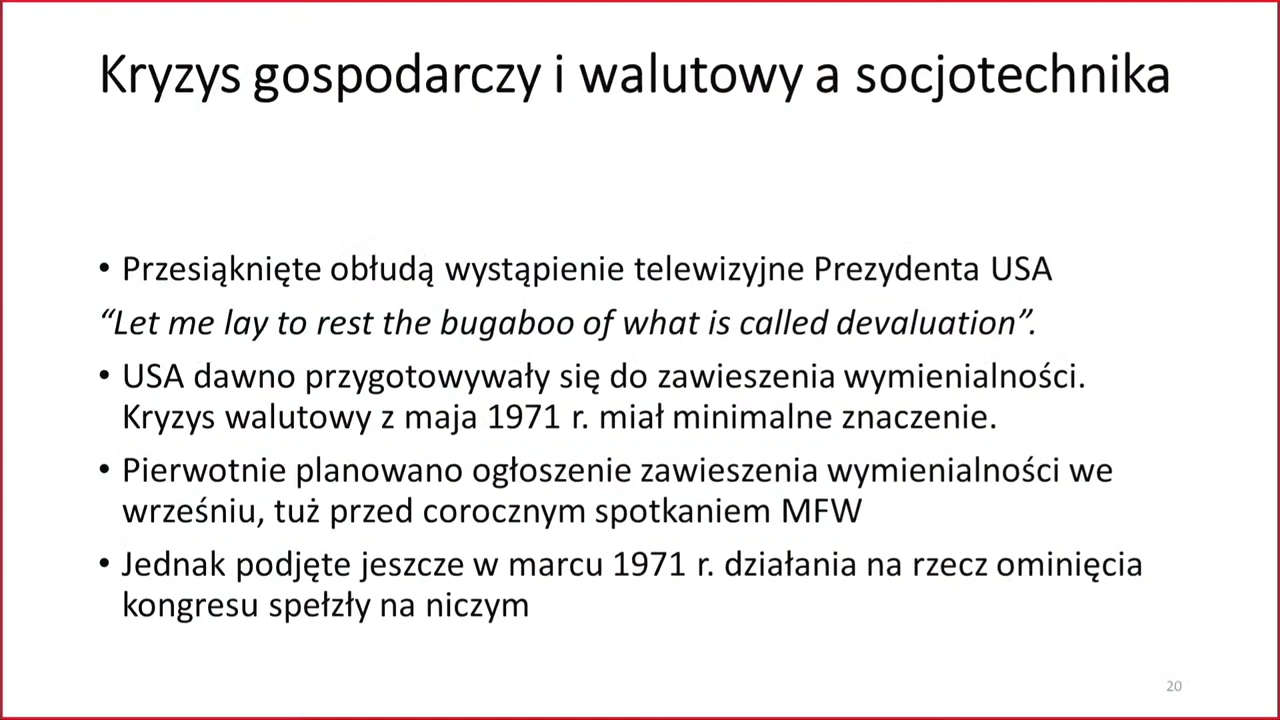 Kryzys gospodarczy i walutowy a socjotechnika
• Przesiąknięte obłudą wystąpienie telewizyjne Prezydenta USA
“Let me lay to rest the bugaboo of what is called devaluation”.
• USA dawno przygotowywały się do zawieszenia wymienialności.
Kryzys walutowy z maja 1971 r. miał minimalne znaczenie.
• Pierwotnie planowano ogłoszenie zawieszenia wymienialności we
wrześniu, tuż przed corocznym spotkaniem MFW
• Jednak podjęte jeszcze w marcu 1971 r. działania na rzecz ominięcia
kongresu spełzły na niczym
20